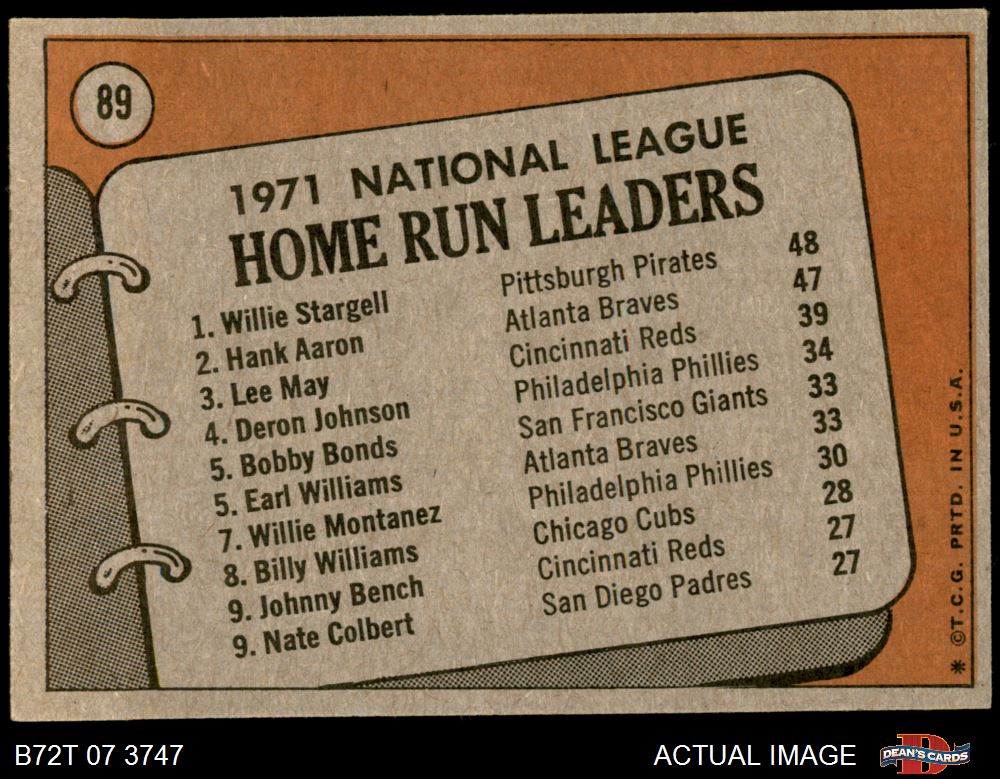 89
1971 NATIONAL LEAGUE
HOME RUN LEADERS
1. Willie Stargell Pittsburgh Pirates 48
2. Hank Aaron Atlanta Braves 47
3. Lee May Cincinnati Reds 39
4. Deron Johnson Philadelphia Phillies 34
5. Bobby Bonds San Francisco Giants 33
5. Earl Williams Atlanta Braves 33
7. Willie Montanez Philadelphia Phillies 30
8. Billy Williams Chicago Cubs 28
9. Johnny Bench Cincinnati Reds 27
9. Nate Colbert San Diego Padres 27
* ©T.C.G. PRTD. IN U.S.A.
B72T 07 3747 ACTUAL IMAGE DEAN'S CARDS